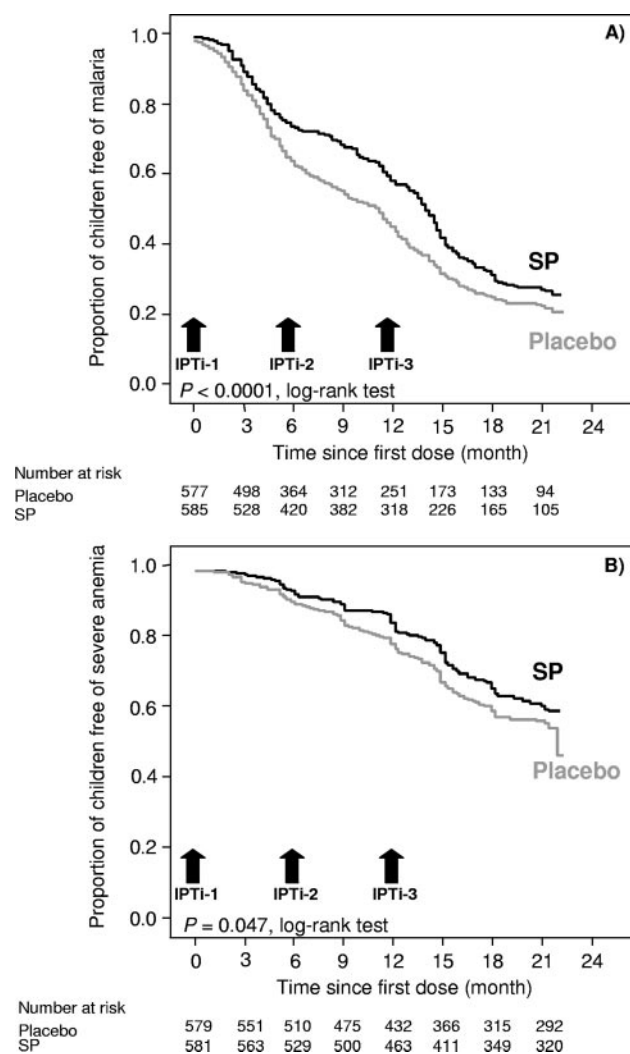 A)
Proportion of children free of malaria
1.0
0.8
0.6
0.4
0.2
0.0
SP
Placebo
IPTi-1 IPTi-2 IPTi-3
P < 0.0001, log-rank test
0 3 6 9 12 15 18 21 24
Time since first dose (month)
Number at risk
Placebo 577 498 364 312 251 173 133 94
SP 585 528 420 382 318 226 165 105
B)
Proportion of children free of severe anemia
1.0
0.8
0.6
0.4
0.2
0.0
SP
Placebo
IPTi-1 IPTi-2 IPTi-3
P = 0.047, log-rank test
0 3 6 9 12 15 18 21 24
Time since first dose (month)
Number at risk
Placebo 579 551 510 475 432 366 315 292
SP 581 563 529 500 463 411 349 320